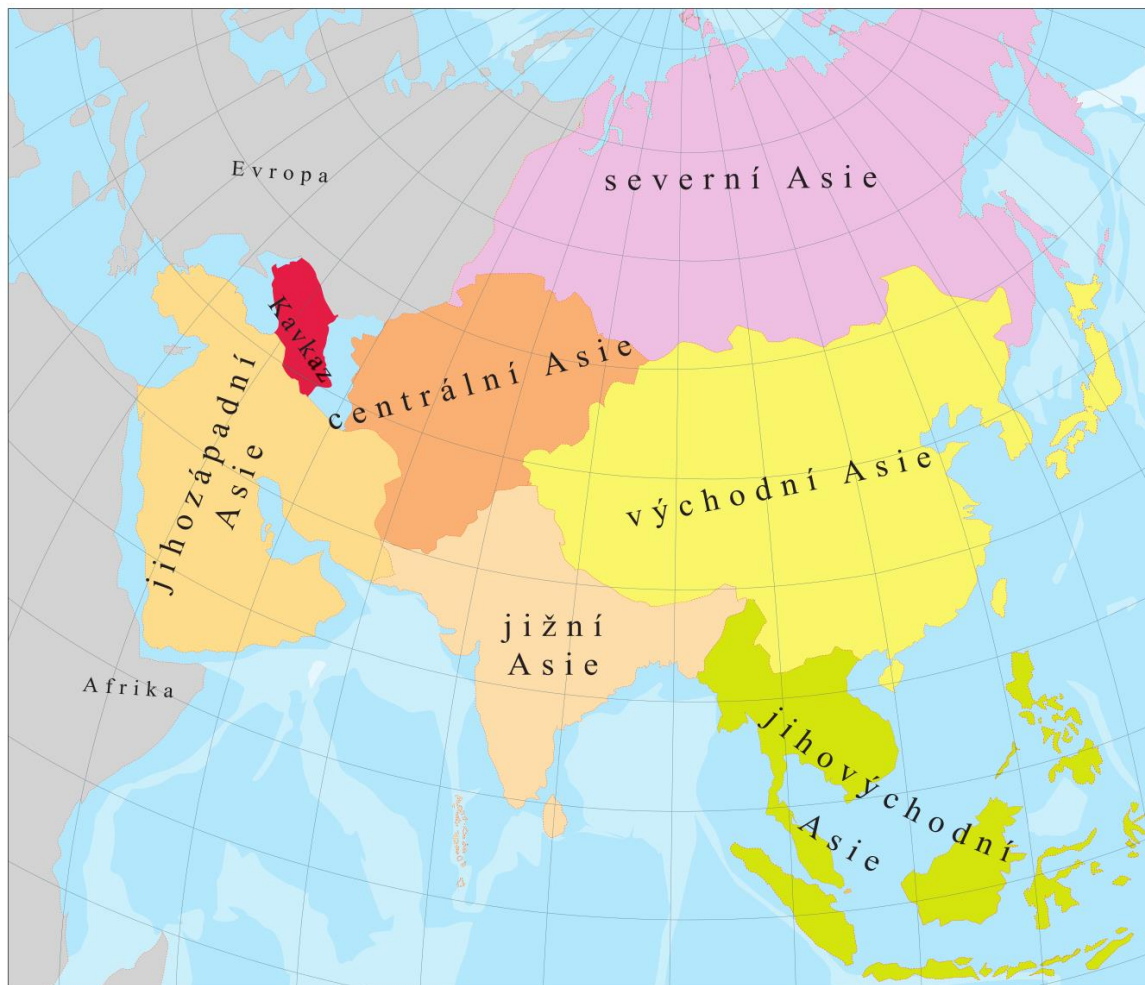 Evropa
severní Asie
Kavkaz
centrální Asie
jihozápadní
Asie
východní Asie
jižní
Asie
Afrika
jihovýchodní
Asie